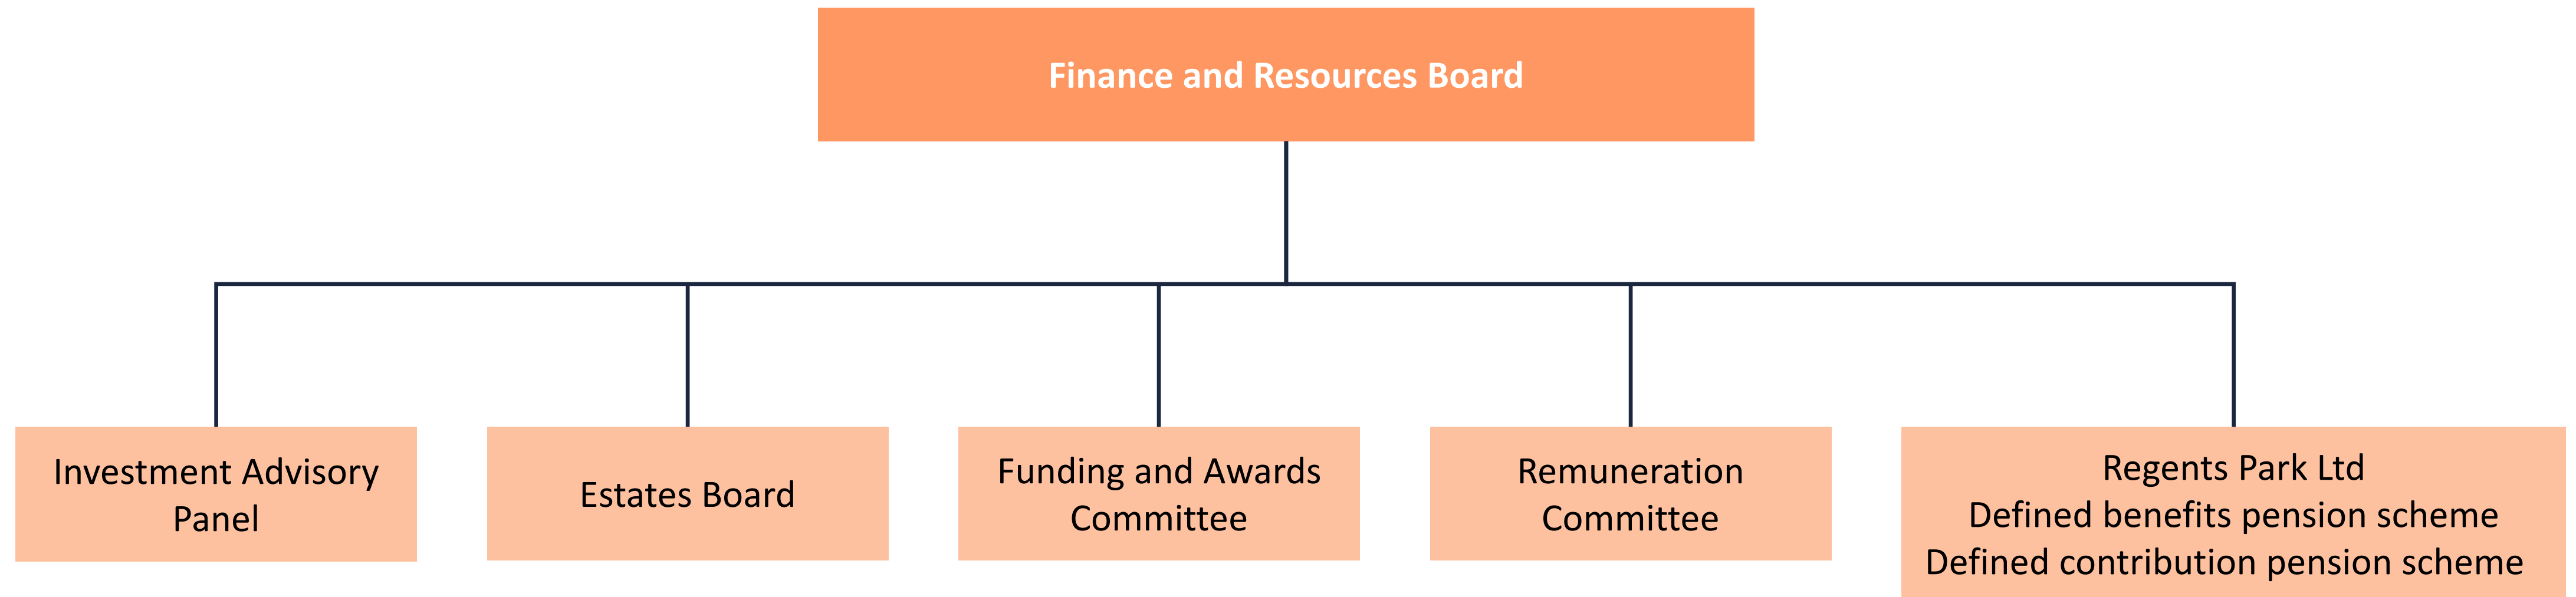 Finance and Resources Board
Investment Advisory
Panel
Estates Board
Funding and Awards
Committee
Remuneration
Committee
Regents Park Ltd
Defined benefits pension scheme
Defined contribution pension scheme